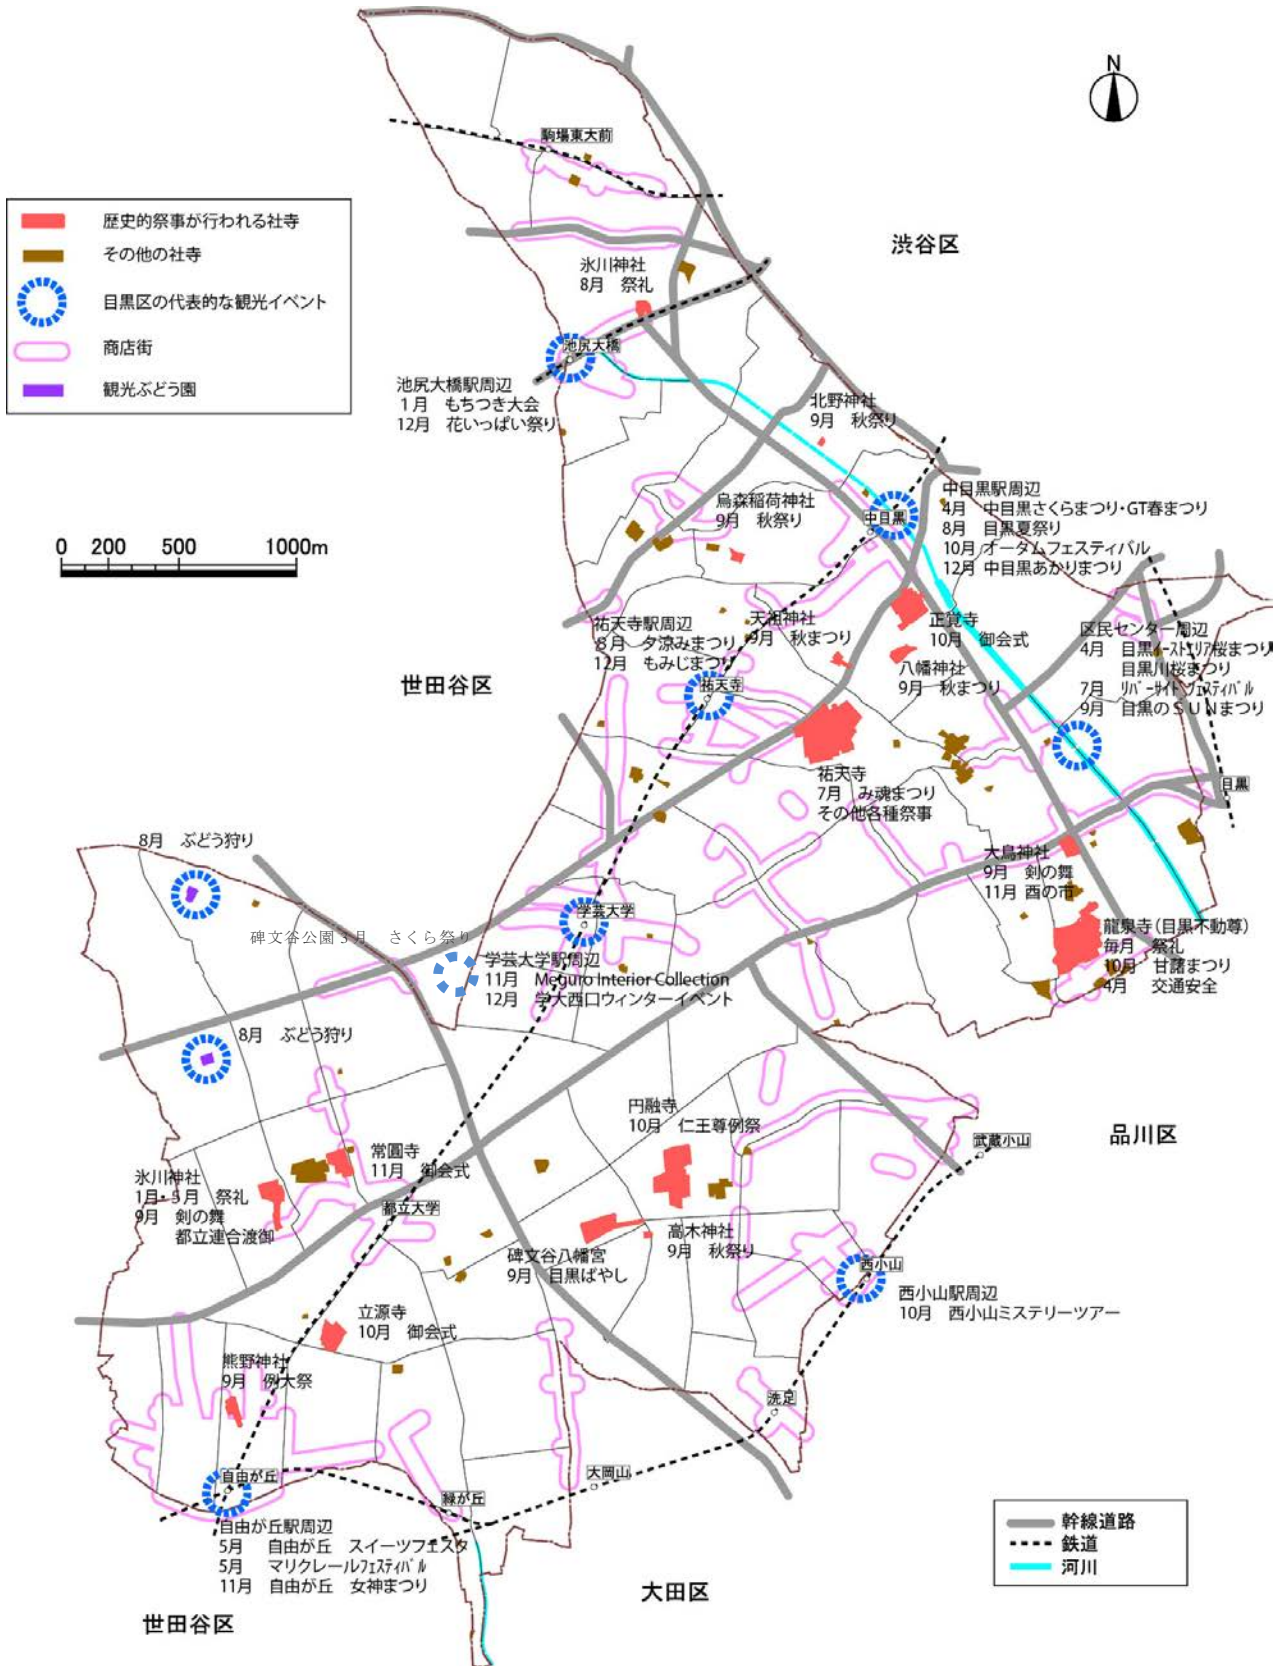 N
駒場東大前
渋谷区
歴史的祭事が行われる社寺
その他の社寺
目黒区の代表的な観光イベント
商店街
観光ぶどう園
氷川神社
8月 祭礼
池尻大橋
池尻大橋駅周辺
1月 もちつき大会
12月 花いっぱい祭り
北野神社
9月 秋祭り
烏森稲荷神社
9月 秋祭り
中目黒
中目黒駅周辺
4月 中目黒さくらまつり・GT春まつり
8月 目黒夏祭り
10月 オータムフェスティバル
12月 中目黒あかりまつり
0 200 500 1000m
祐天寺駅周辺
8月 夕涼みまつり
12月 もみじまつり
天祖神社
9月 秋まつり
正覚寺
10月 御会式
八幡神社
9月 秋まつり
区民センター周辺
4月 目黒イーストエリア桜まつり
目黒川桜まつり
7月 リバーサイドフェスティバル
9月 目黒のSUNまつり
世田谷区
祐天寺
祐天寺
7月 み魂まつり
その他各種祭事
目黒
8月 ぶどう狩り
大鳥神社
9月 剣の舞
11月 酉の市
学芸大学
碑文谷公園3月 さくら祭り
学芸大学駅周辺
11月 Meguro Interior Collection
12月 学大西口ウィンターイベント
龍泉寺(目黒不動尊)
毎月 祭礼
10月 甘藷まつり
4月 交通安全
8月 ぶどう狩り
円融寺
10月 仁王尊例祭
武蔵小山
品川区
常圓寺
11月 御会式
氷川神社
1月・5月 祭礼
9月 剣の舞
都立連合渡御
都立大学
高木神社
9月 秋祭り
碑文谷八幡宮
9月 目黒ばやし
西小山
西小山駅周辺
10月 西小山ミステリーツアー
立源寺
10月 御会式
熊野神社
9月 例大祭
洗足
大岡山
自由が丘
緑が丘
自由が丘駅周辺
5月 自由が丘 スイーツフェスタ
5月 マリクレールフェスティバル
11月 自由が丘 女神まつり
幹線道路
鉄道
河川
大田区
世田谷区